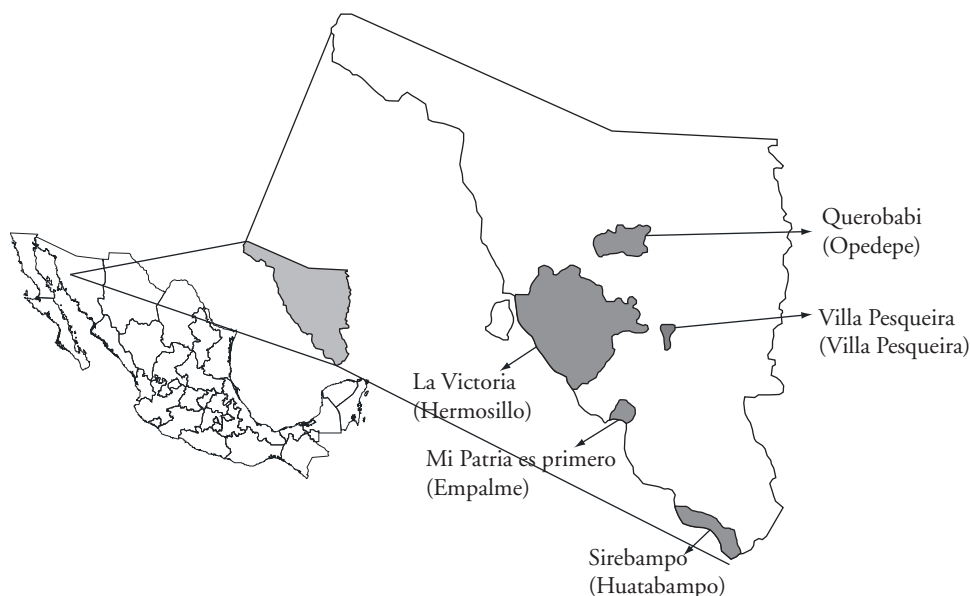 Querobabi
(Opedepe)
Villa Pesqueira
(Villa Pesqueira)
La Victoria
(Hermosillo)
Mi Patria es primero
(Empalme)
Sirebampo
(Huatabampo)